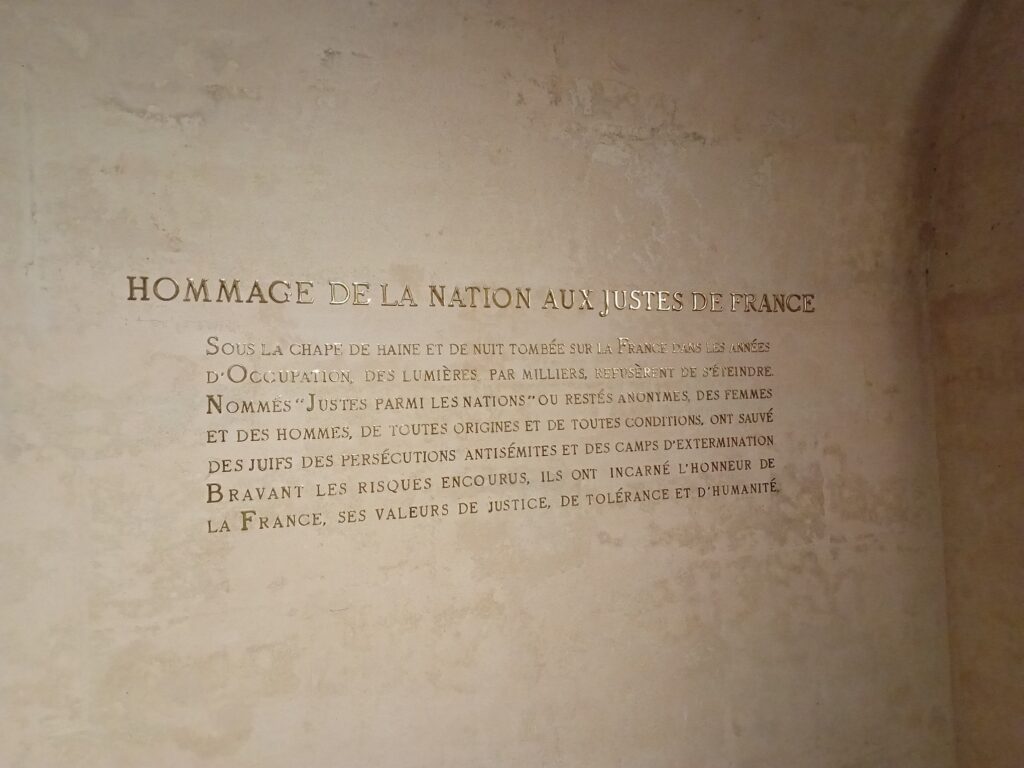 HOMMAGE DE LA NATION AUX JUSTES DE FRANCE
SOUS LA CHAPE DE HAINE ET DE NUIT TOMBÉE SUR LA FRANCE DANS LES ANNÉES
D'OCCUPATION, DES LUMIÈRES, PAR MILLIERS, REFUSÈRENT DE S'ÉTEINDRE.
NOMMÉS "JUSTES PARMI LES NATIONS" OU RESTÉS ANONYMES, DES FEMMES
ET DES HOMMES, DE TOUTES ORIGINES ET DE TOUTES CONDITIONS, ONT SAUVÉ
DES JUIFS DES PERSÉCUTIONS ANTISÉMITES ET DES CAMPS D'EXTERMINATION
BRAVANT LES RISQUES ENCOURUS, ILS ONT INCARNÉ L'HONNEUR DE
LA FRANCE, SES VALEURS DE JUSTICE, DE TOLÉRANCE ET D'HUMANITÉ.